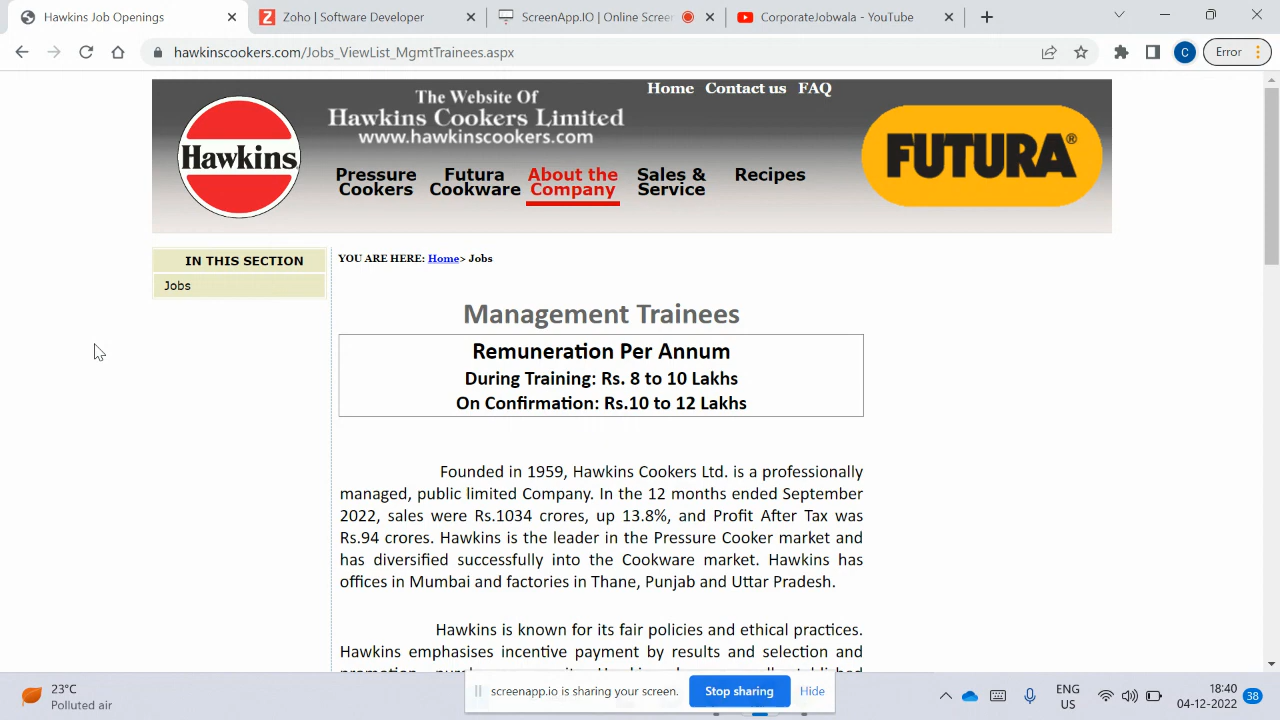 Hawkins Job Openings
Zoho | Software Developer
ScreenApp.IO | Online Scree
CorporateJobwala - YouTube
hawkinscookers.com/Jobs_ViewList_MgmtTrainees.aspx
C
Error
The Website Of
Hawkins Cookers Limited
www.hawkinscookers.com
Home Contact us FAQ
Hawkins
FUTURA®
Pressure Cookers
Futura Cookware
About the Company
Sales & Service
Recipes
IN THIS SECTION
Jobs
YOU ARE HERE: Home> Jobs
Management Trainees
Remuneration Per Annum
During Training: Rs. 8 to 10 Lakhs
On Confirmation: Rs.10 to 12 Lakhs
Founded in 1959, Hawkins Cookers Ltd. is a professionally
managed, public limited Company. In the 12 months ended September
2022, sales were Rs.1034 crores, up 13.8%, and Profit After Tax was
Rs.94 crores. Hawkins is the leader in the Pressure Cooker market and
has diversified successfully into the Cookware market. Hawkins has
offices in Mumbai and factories in Thane, Punjab and Uttar Pradesh.
Hawkins is known for its fair policies and ethical practices.
Hawkins emphasises incentive payment by results and selection and
screenapp.io is sharing your screen.
Stop sharing
Hide
23°C
Polluted air
ENG
US
18:40
04-12-2022
38